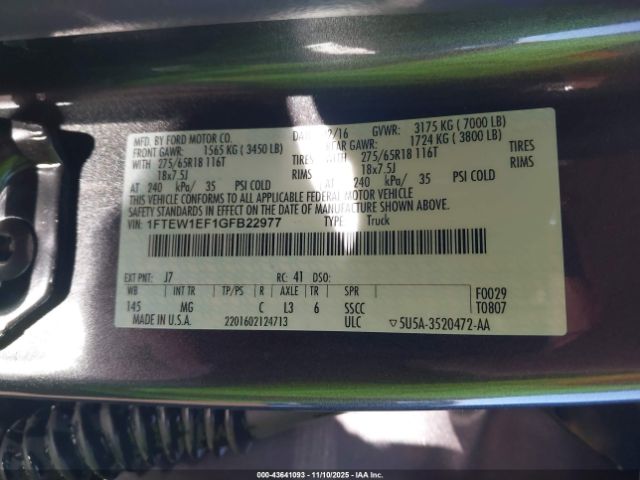 MFD. BY FORD MOTOR CO. 2/16 GVWR: 3175 KG ( 7000 LB)
FRONT GAWR: 1565 KG ( 3450 LB) REAR GAWR: 1724 KG ( 3800 LB)
WITH 275/65R18 116T TIRES 275/65R18 116T TIRES
18x7.5J RIMS 18x7.5J RIMS
AT 240 kPa/ 35 PSI COLD AT 240 kPa/ 35 PSI COLD
THIS VEHICLE CONFORMS TO ALL APPLICABLE FEDERAL MOTOR VEHICLE
SAFETY STANDARDS IN EFFECT ON THE DATE OF MANUFACTURE SHOWN ABOVE.
VIN: 1FTEW1EF1GFB22977 TYPE: Truck
EXT PNT: J7 RC: 41 DSO:
WB INT TR TP/PS R AXLE TR SPR F0029
145 MG C L3 6 SSCC T0807
MADE IN U.S.A. 2201602124713 ULC ▽5U5A-3520472-AA
000-43641093 - 11/10/2025 - IAAI, Inc.